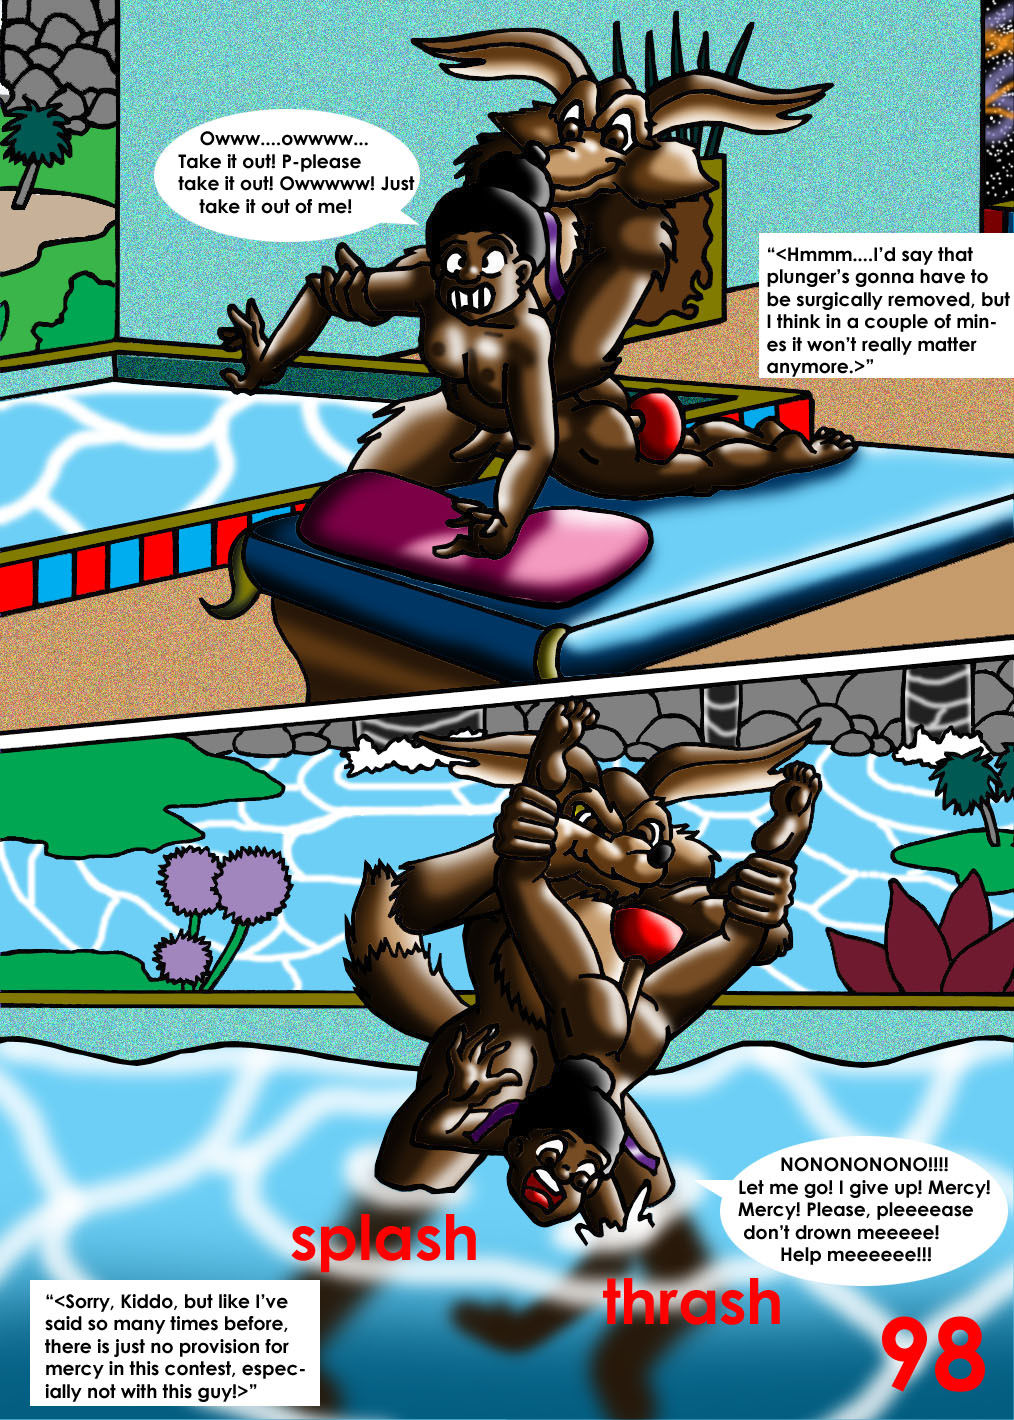 Owww....owwww...
Take it out! P-please
take it out! Owwwww! Just
take it out of me!
“<Hmmm....I’d say that
plunger’s gonna have to
be surgically removed, but
I think in a couple of min-
es it won’t really matter
anymore.>”
NONONONONO!!!!
Let me go! I give up! Mercy!
Mercy! Please, pleeeease
don’t drown meeeee!
Help meeeeee!!!
splash
thrash
“<Sorry, Kiddo, but like I’ve
said so many times before,
there is just no provision for
mercy in this contest, espec-
ially not with this guy!>”
98